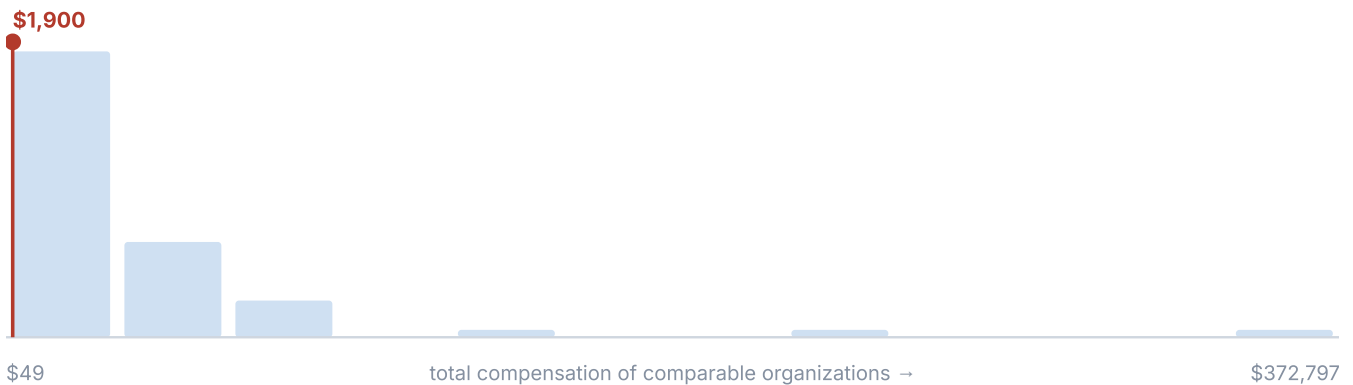 $1,900
$49 total compensation of comparable organizations → $372,797